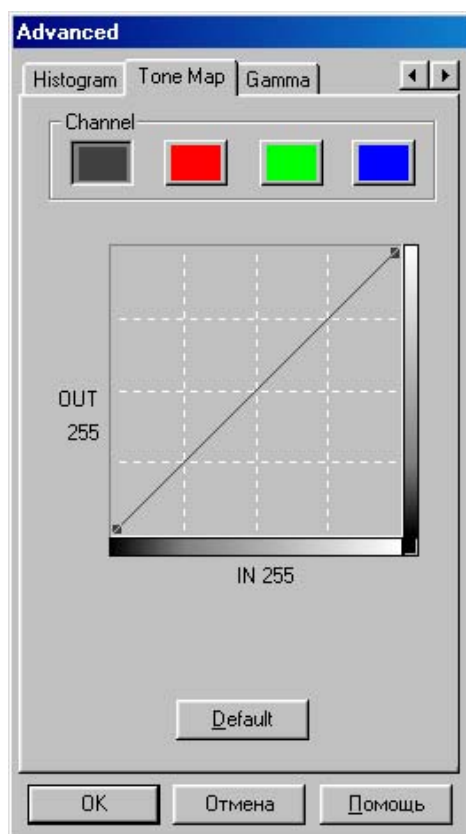 Advanced
Histogram Tone Map Gamma
Channel
OUT
255
IN 255
Default
OK Отмена Помощь